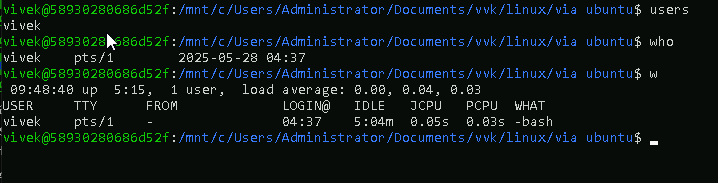 vivek@58930280686d52f:/mnt/c/Users/Administrator/Documents/vvk/linux/via ubuntu$ users
vivek
vivek@58930280686d52f:/mnt/c/Users/Administrator/Documents/vvk/linux/via ubuntu$ who
vivek    pts/1        2025-05-28 04:37
vivek@58930280686d52f:/mnt/c/Users/Administrator/Documents/vvk/linux/via ubuntu$ w
 09:48:40 up  5:15,  1 user,  load average: 0.00, 0.04, 0.03
USER     TTY      FROM             LOGIN@   IDLE   JCPU   PCPU  WHAT
vivek    pts/1    -                04:37    5:04m  0.05s  0.03s -bash
vivek@58930280686d52f:/mnt/c/Users/Administrator/Documents/vvk/linux/via ubuntu$